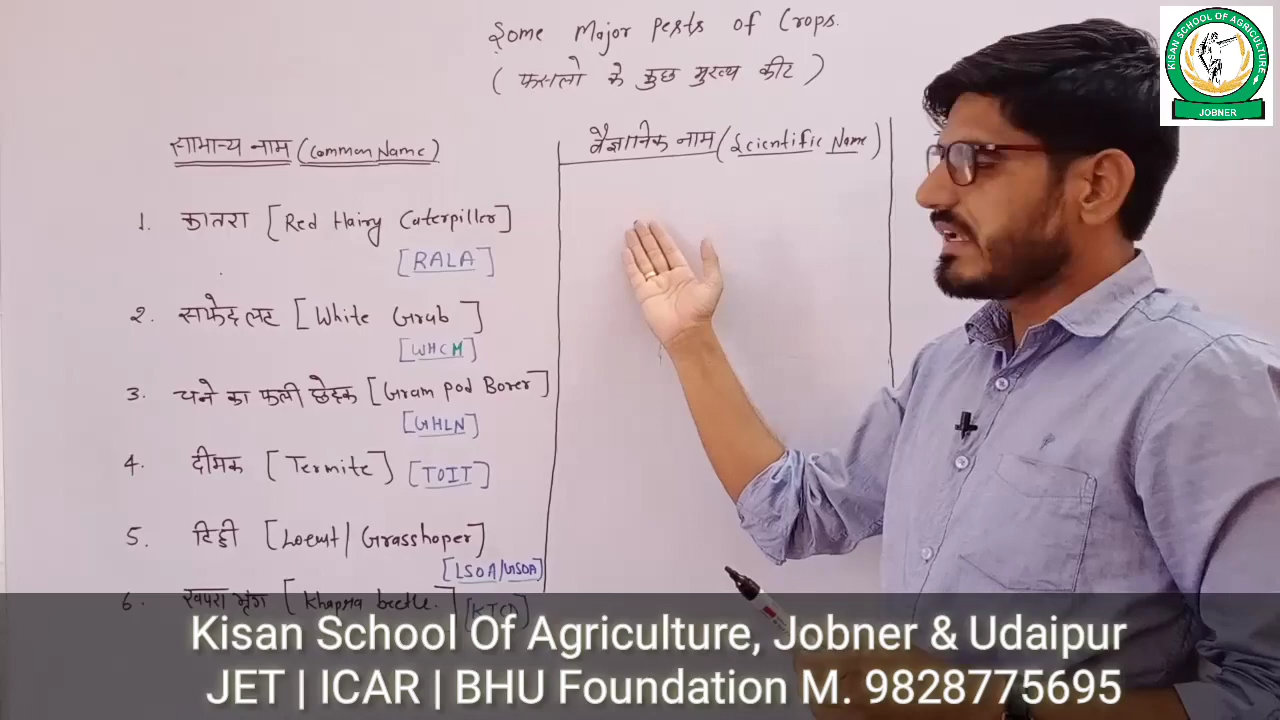 Some Major Pests of Crops.
( फसलो के कुछ मुख्य कीट )
सामान्य नाम (Common Name)
वैज्ञानिक नाम (Scientific Name)
1. कातरा [Red Hairy Caterpiller]
[RALA]
2. सफेद लट [White Grub]
[WHCM]
3. चने का फली छेदक [Gram pod Borer]
[GHLN]
4. दीमक [Termite] [TOIT]
5. टिड्डी [Locust/Grasshoper]
[LSOA/GSOA]
6. खपरा भृंग [Khapra beetle.] [KTCD]
Kisan School Of Agriculture, Jobner & Udaipur
JET | ICAR | BHU Foundation M. 9828775695
KISAN SCHOOL OF AGRICULTURE
JOBNER